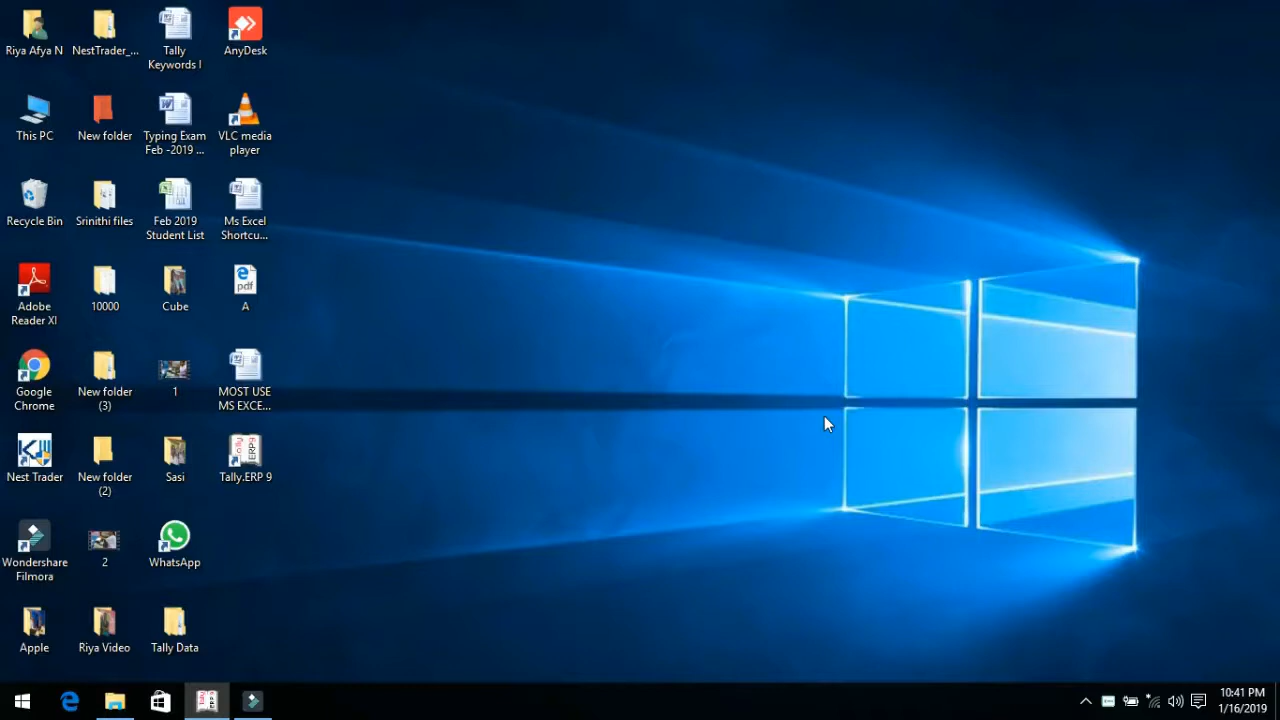 Riya Afya N
NestTrader_...
Tally
Keywords I
AnyDesk
This PC
New folder
Typing Exam
Feb -2019 ...
VLC media
player
Recycle Bin
Srinithi files
Feb 2019
Student List
Ms Excel
Shortcu...
Adobe
Reader XI
10000
Cube
pdf
A
Google
Chrome
New folder
(3)
1
MOST USE
MS EXCE...
Nest Trader
New folder
(2)
Sasi
Tally.ERP 9
Wondershare
Filmora
2
WhatsApp
Apple
Riya Video
Tally Data
10:41 PM
1/16/2019